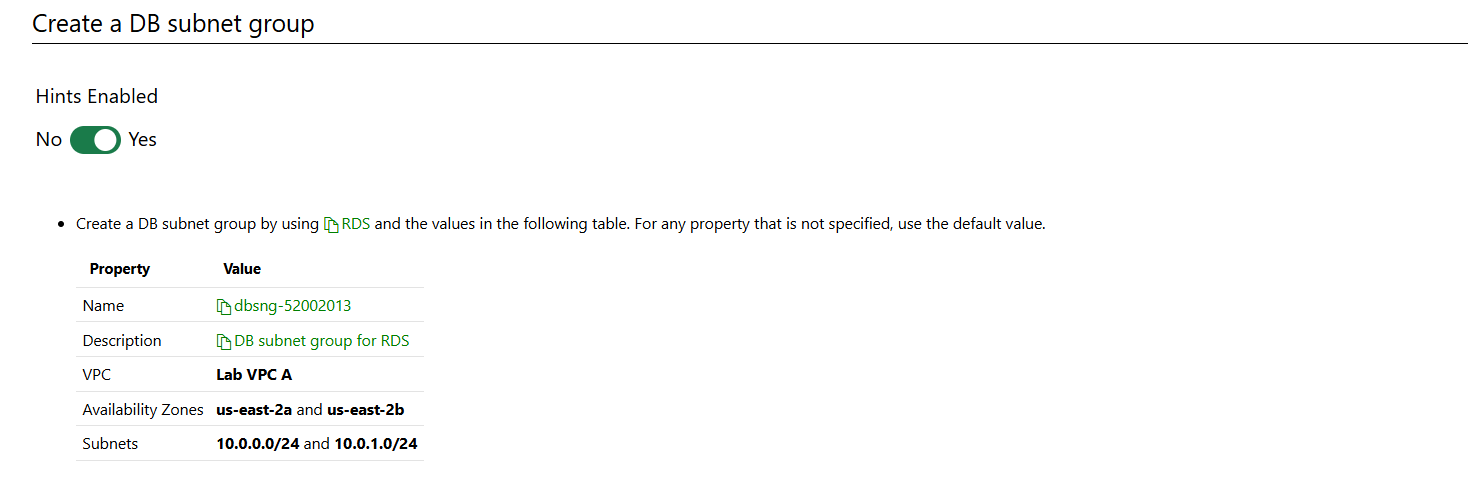 Create a DB subnet group
Hints Enabled
No Yes
• Create a DB subnet group by using RDS and the values in the following table. For any property that is not specified, use the default value.
Property Value
Name dbsng-52002013
Description DB subnet group for RDS
VPC Lab VPC A
Availability Zones us-east-2a and us-east-2b
Subnets 10.0.0.0/24 and 10.0.1.0/24